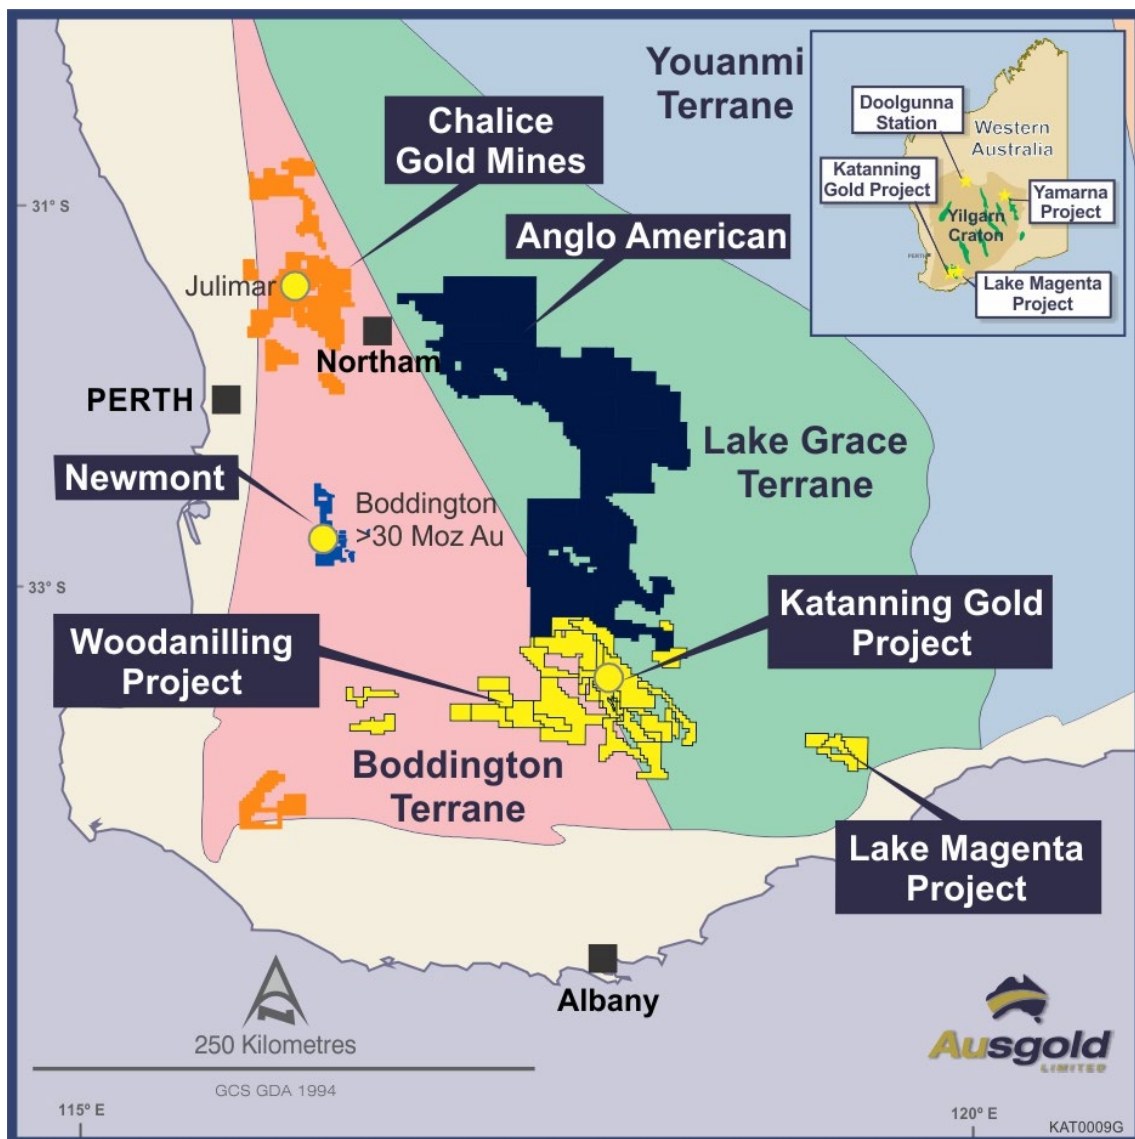 Youanmi
Terrane
Chalice
Gold Mines
Anglo American
31° S
Julimar
Northam
PERTH
Lake Grace
Terrane
Newmont
Boddington
>30 Moz Au
33° S
Katanning Gold
Project
Woodanilling
Project
Boddington
Terrane
Lake Magenta
Project
Albany
250 Kilometres
GCS GDA 1994
115° E
120° E
KAT0009G
Ausgold
LIMITED
Doolgunna
Station
Western
Australia
Katanning
Gold Project
Yamarna
Project
Yilgarn
Craton
PERTH
Lake Magenta
Project